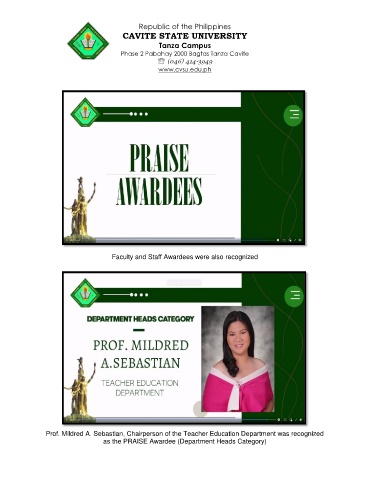 Republic of the Philippines
CAVITE STATE UNIVERSITY
Tanza Campus
Phase 2 Pabahay 2000 Bagtas Tanza Cavite
☏ (046) 414-3949
www.cvsu.edu.ph
PRAISE
AWARDEES
Faculty and Staff Awardees were also recognized
DEPARTMENT HEADS CATEGORY
PROF. MILDRED
A.SEBASTIAN
TEACHER EDUCATION
DEPARTMENT
Prof. Mildred A. Sebastian, Chairperson of the Teacher Education Department was recognized
as the PRAISE Awardee (Department Heads Category)